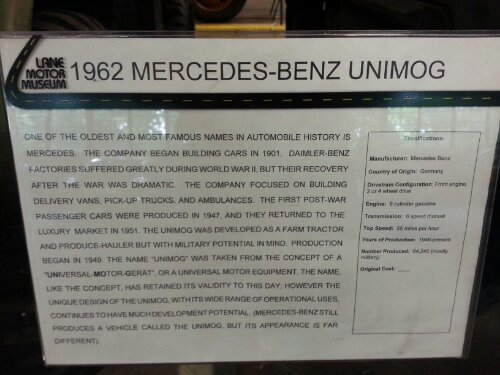 LANE
MOTOR
MUSEUM
1962 MERCEDES-BENZ UNIMOG
ONE OF THE OLDEST AND MOST FAMOUS NAMES IN AUTOMOBILE HISTORY IS
MERCEDES. THE COMPANY BEGAN BUILDING CARS IN 1901. DAIMLER-BENZ
FACTORIES SUFFERED GREATLY DURING WORLD WAR II, BUT THEIR RECOVERY
AFTER THE WAR WAS DRAMATIC. THE COMPANY FOCUSED ON BUILDING
DELIVERY VANS, PICK-UP TRUCKS, AND AMBULANCES. THE FIRST POST-WAR
PASSENGER CARS WERE PRODUCED IN 1947, AND THEY RETURNED TO THE
LUXURY MARKET IN 1951. THE UNIMOG WAS DEVELOPED AS A FARM TRACTOR
AND PRODUCE-HAULER BUT WITH MILITARY POTENTIAL IN MIND. PRODUCTION
BEGAN IN 1949. THE NAME "UNIMOG" WAS TAKEN FROM THE CONCEPT OF A
"UNIVERSAL-MOTOR-GERÄT", OR A UNIVERSAL MOTOR EQUIPMENT. THE NAME,
LIKE THE CONCEPT, HAS RETAINED ITS VALIDITY TO THIS DAY; HOWEVER THE
UNIQUE DESIGN OF THE UNIMOG, WITH ITS WIDE RANGE OF OPERATIONAL USES,
CONTINUES TO HAVE MUCH DEVELOPMENT POTENTIAL. (MERCEDES-BENZ STILL
PRODUCES A VEHICLE CALLED THE UNIMOG, BUT ITS APPEARANCE IS FAR
DIFFERENT).
Specifications:
Manufacturer: Mercedes Benz
Country of Origin: Germany
Drivetrain Configuration: Front engine,
2 or 4 wheel drive
Engine: 6 cylinder gasoline
Transmission: 6 speed manual
Top Speed: 55 miles per hour
Years of Production: 1949-present
Number Produced: 64,242 (mostly
military)
Original Cost: ____